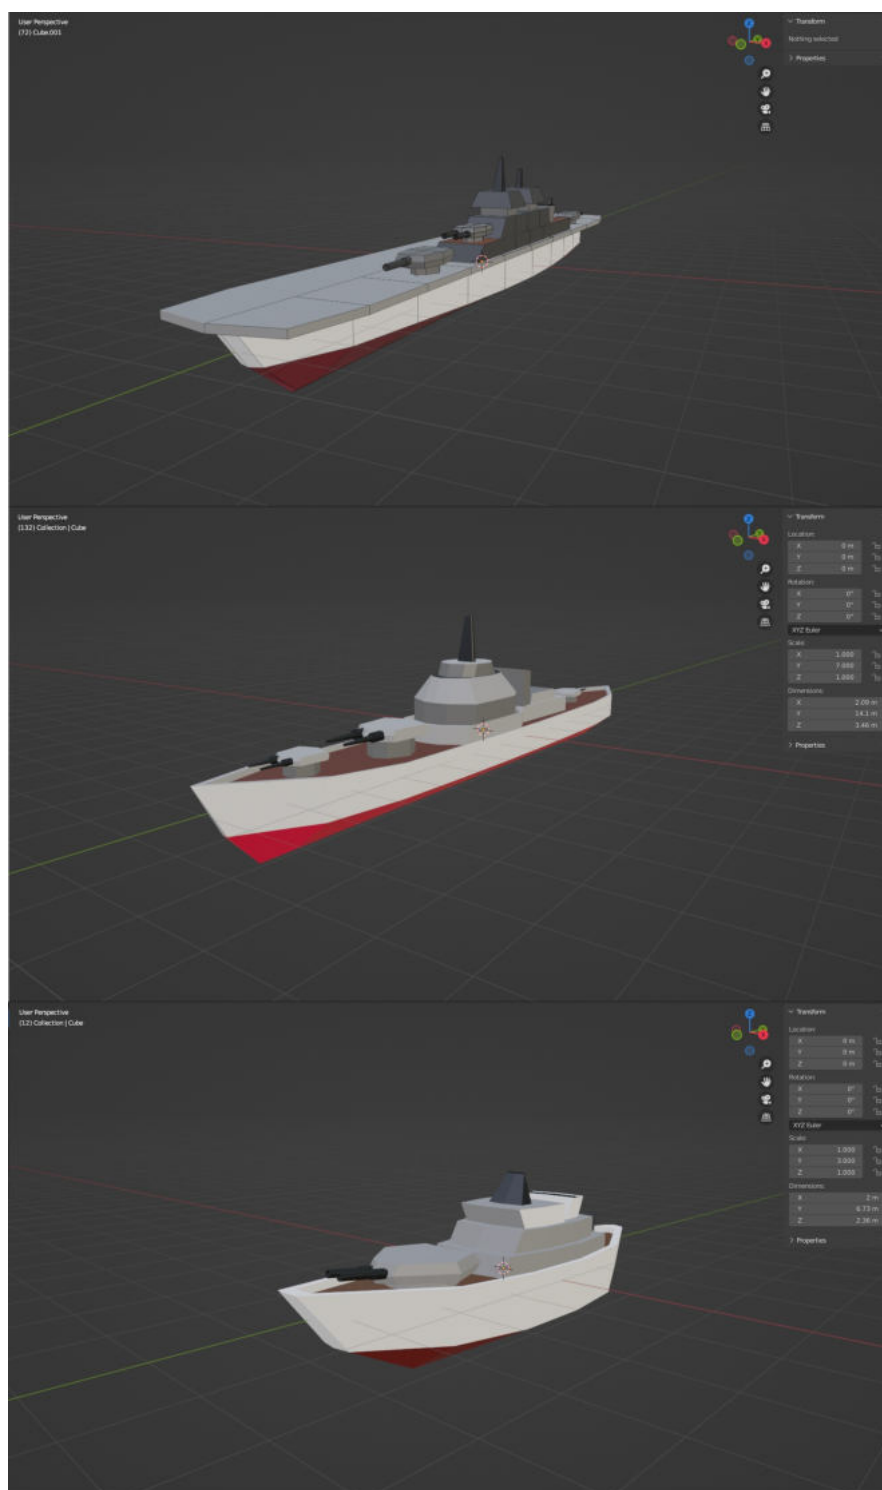 User Perspective
(72) Cube.001
Transform
Nothing selected
Properties
User Perspective
(132) Collection | Cube
Transform
Location:
X 0 m
Y 0 m
Z 0 m
Rotation:
X 0°
Y 0°
Z 0°
XYZ Euler
Scale:
X 1.000
Y 7.000
Z 1.000
Dimensions:
X 2.09 m
Y 14.1 m
Z 3.46 m
Properties
User Perspective
(12) Collection | Cube
Transform
Location:
X 0 m
Y 0 m
Z 0 m
Rotation:
X 0°
Y 0°
Z 0°
XYZ Euler
Scale:
X 1.000
Y 3.000
Z 1.000
Dimensions:
X 2 m
Y 6.73 m
Z 2.36 m
Properties